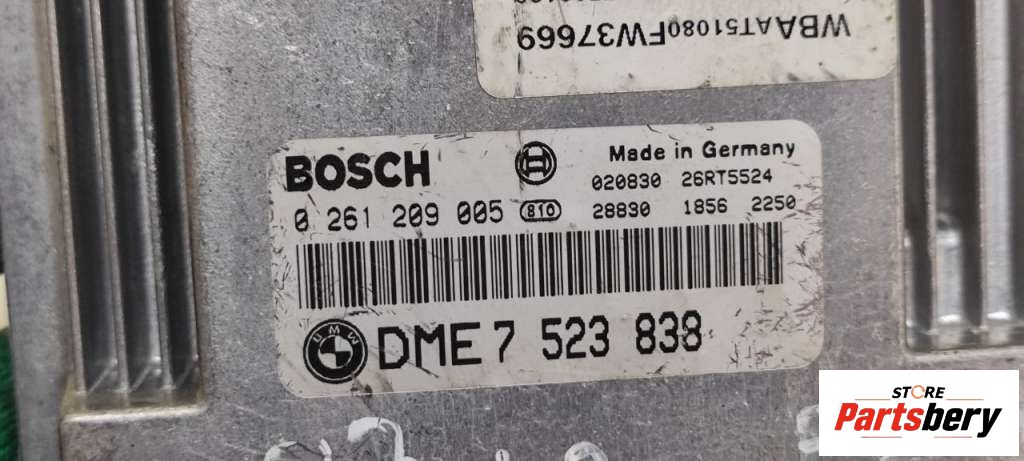 WBAAT51080FW37669
BOSCH
Made in Germany
020830 26RT5524
0 261 209 005 810 28830 1856 2250
BMW
DME 7 523 838
STORE
Partsbery